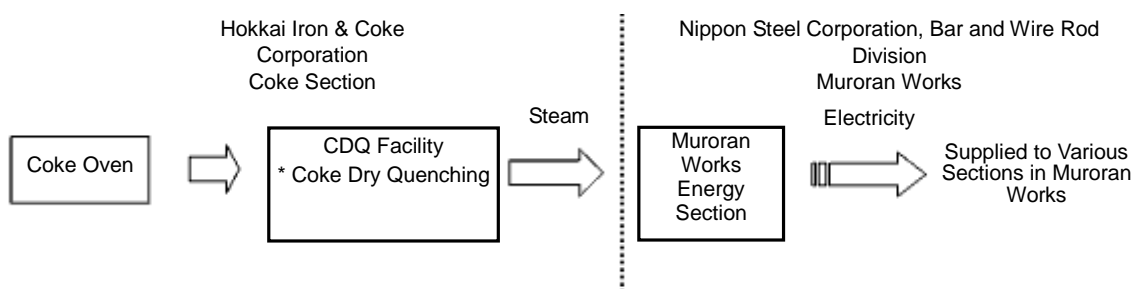 Hokkai Iron & Coke
Corporation
Coke Section
Nippon Steel Corporation, Bar and Wire Rod
Division
Muroran Works
Coke Oven
CDQ Facility
* Coke Dry Quenching
Steam
Muroran
Works
Energy
Section
Electricity
Supplied to Various
Sections in Muroran
Works